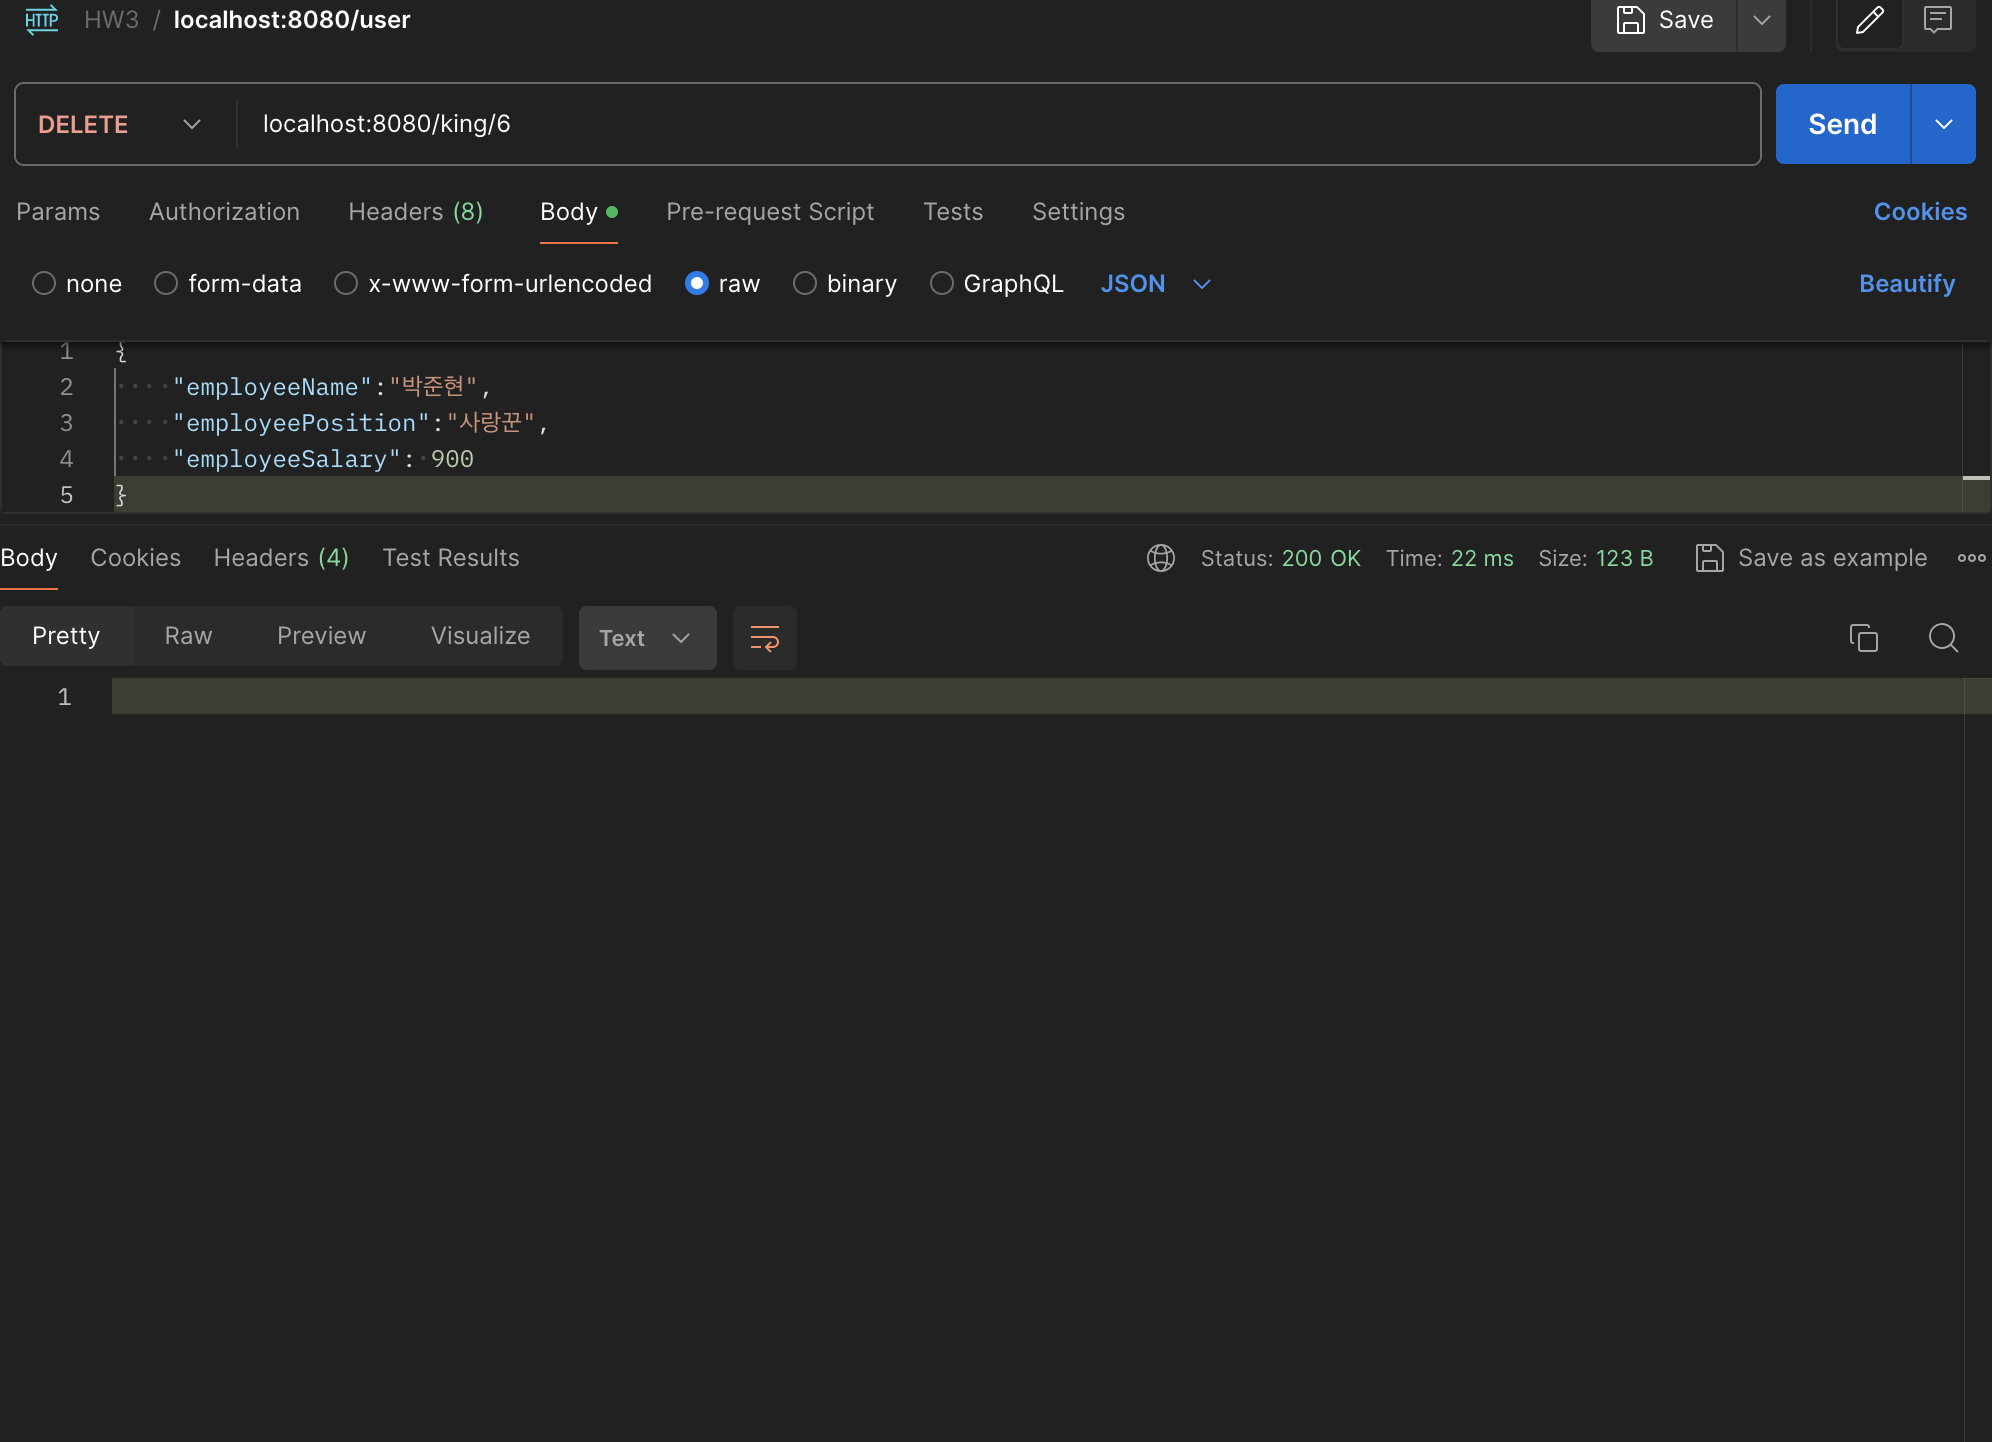 HTTP HW3 / localhost:8080/user Save
DELETE localhost:8080/king/6 Send
Params Authorization Headers (8) Body Pre-request Script Tests Settings Cookies
none form-data x-www-form-urlencoded raw binary GraphQL JSON Beautify
1 {
2 "employeeName":"박준현",
3 "employeePosition":"사랑꾼",
4 "employeeSalary": 900
5 }
Body Cookies Headers (4) Test Results Status: 200 OK Time: 22 ms Size: 123 B Save as example
Pretty Raw Preview Visualize Text
1